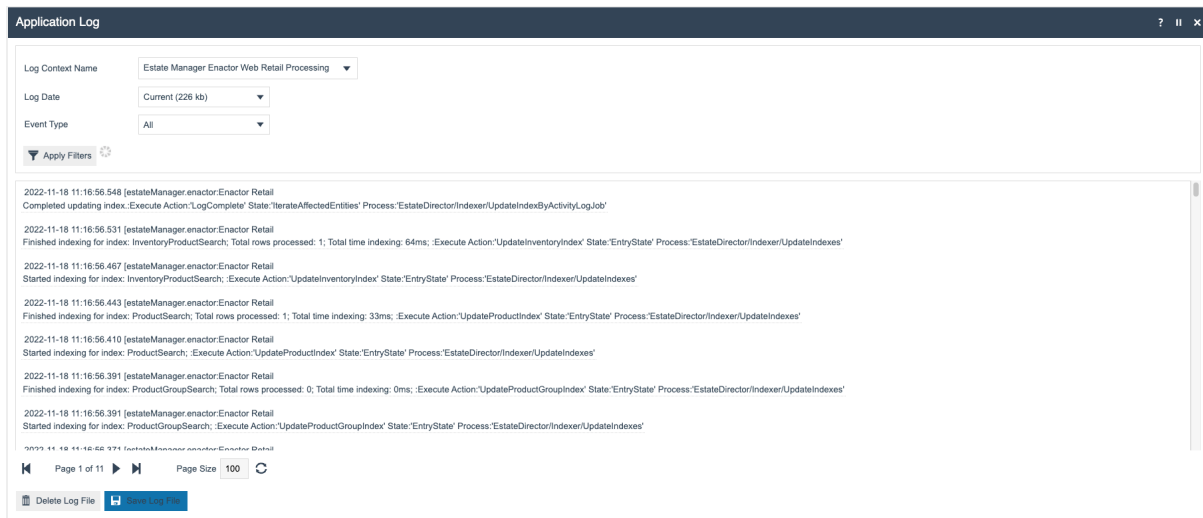 Application Log
? II x
Log Context Name Estate Manager Enactor Web Retail Processing
Log Date Current (226 kb)
Event Type All
Apply Filters
2022-11-18 11:16:56.548 [estateManager.enactor:Enactor Retail
Completed updating index.:Execute Action:'LogComplete' State:'IterateAffectedEntities' Process:'EstateDirector/Indexer/UpdateIndexByActivityLogJob'
2022-11-18 11:16:56.531 [estateManager.enactor:Enactor Retail
Finished indexing for index: InventoryProductSearch; Total rows processed: 1; Total time indexing: 64ms; :Execute Action:'UpdateInventoryIndex' State:'EntryState' Process:'EstateDirector/Indexer/UpdateIndexes'
2022-11-18 11:16:56.467 [estateManager.enactor:Enactor Retail
Started indexing for index: InventoryProductSearch; :Execute Action:'UpdateInventoryIndex' State:'EntryState' Process:'EstateDirector/Indexer/UpdateIndexes'
2022-11-18 11:16:56.443 [estateManager.enactor:Enactor Retail
Finished indexing for index: ProductSearch; Total rows processed: 1; Total time indexing: 33ms; :Execute Action:'UpdateProductIndex' State:'EntryState' Process:'EstateDirector/Indexer/UpdateIndexes'
2022-11-18 11:16:56.410 [estateManager.enactor:Enactor Retail
Started indexing for index: ProductSearch; :Execute Action:'UpdateProductIndex' State:'EntryState' Process:'EstateDirector/Indexer/UpdateIndexes'
2022-11-18 11:16:56.391 [estateManager.enactor:Enactor Retail
Finished indexing for index: ProductGroupSearch; Total rows processed: 0; Total time indexing: 0ms; :Execute Action:'UpdateProductGroupIndex' State:'EntryState' Process:'EstateDirector/Indexer/UpdateIndexes'
2022-11-18 11:16:56.391 [estateManager.enactor:Enactor Retail
Started indexing for index: ProductGroupSearch; :Execute Action:'UpdateProductGroupIndex' State:'EntryState' Process:'EstateDirector/Indexer/UpdateIndexes'
2022-11-18 11:16:56.371 [estateManager.enactor:Enactor Retail
Page 1 of 11 Page Size 100
Delete Log File Save Log File